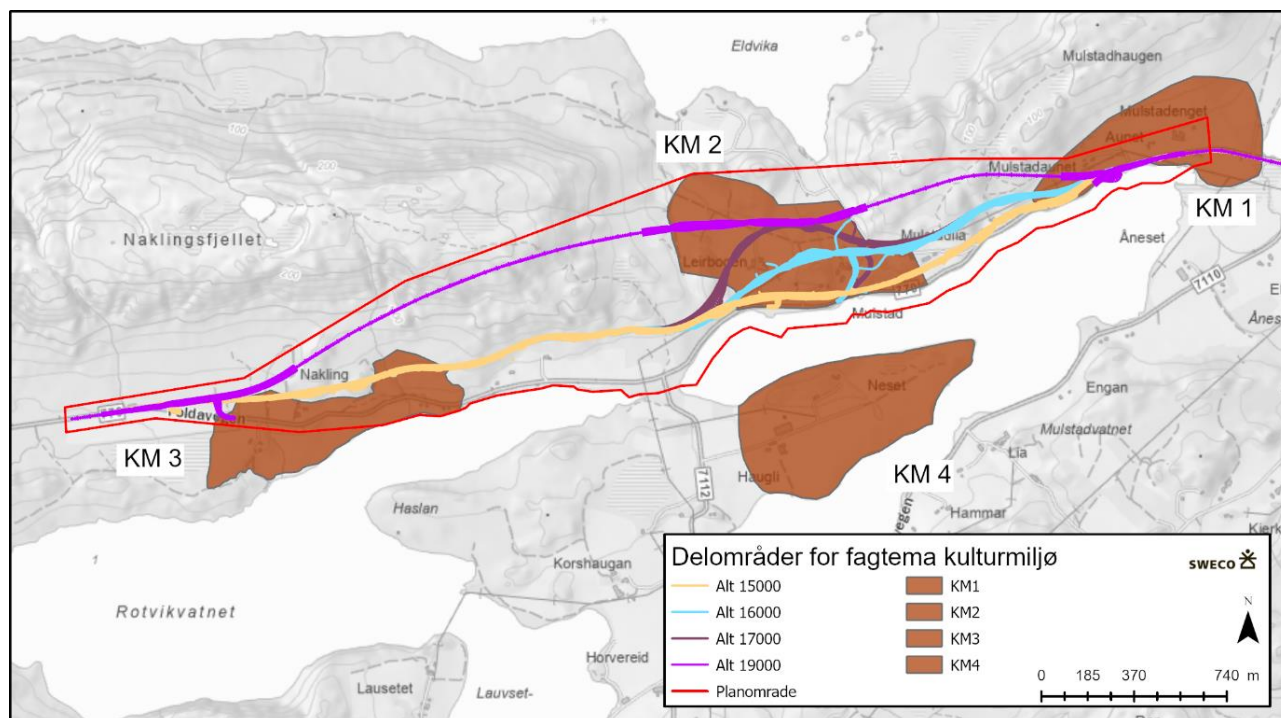 Eldvika
Mulstadhaugen
KM 2
Mulstadenget
Aunet
Mulstadaunet
KM 1
Naklingsfjellet
Åneset
Leirbogen
Mulstadlia
7110
770
Mulstad
Nakling
Neset
Engan
Foldavegen
KM 3
Mulstadvatnet
7112
Haugli
KM 4
Lia
Haslan
Hammar
Korshaugan
Rotvikvatnet
Horvereid
Lausetet
Lauvset-
Delområder for fagtema kulturmiljø
SWECO
Alt 15000
KM1
Alt 16000
KM2
Alt 17000
KM3
Alt 19000
KM4
Planomrade
N
0 185 370 740 m